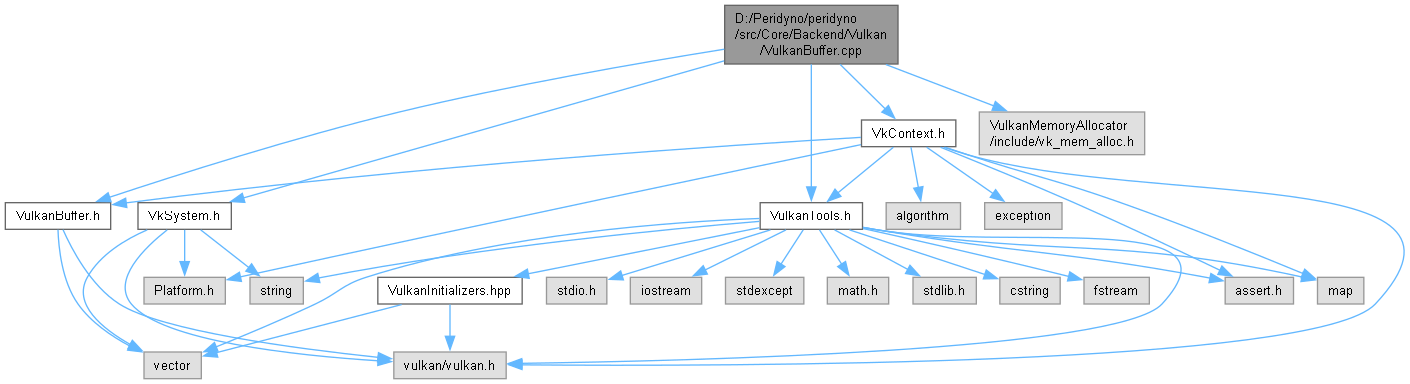 D:/Peridyno/peridyno
/src/Core/Backend/Vulkan
/VulkanBuffer.cpp
VulkanMemoryAllocator
/include/vk_mem_alloc.h
VkContext.h
VulkanBuffer.h
VkSystem.h
VulkanTools.h
algorithm
exception
Platform.h
string
VulkanInitializers.hpp
stdio.h
iostream
stdexcept
math.h
stdlib.h
cstring
fstream
assert.h
map
vector
vulkan/vulkan.h